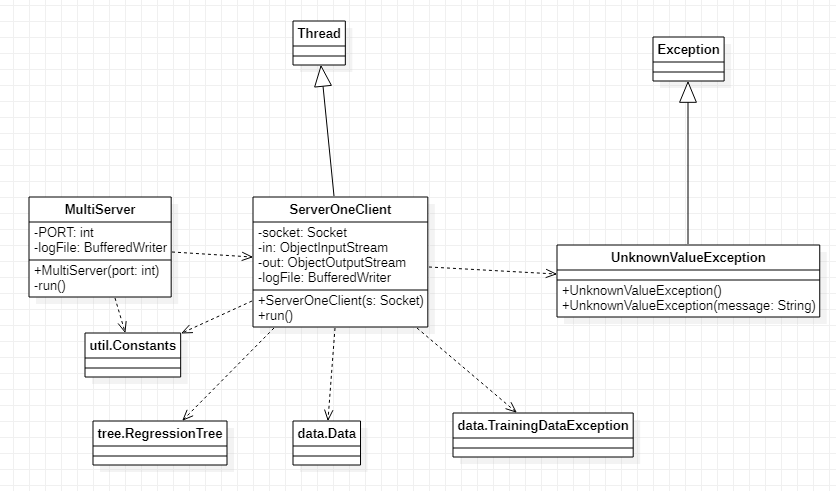 Thread
Exception
MultiServer
-PORT: int
-logFile: BufferedWriter
+MultiServer(port: int)
-run()
ServerOneClient
-socket: Socket
-in: ObjectInputStream
-out: ObjectOutputStream
-logFile: BufferedWriter
+ServerOneClient(s: Socket)
+run()
UnknownValueException
+UnknownValueException()
+UnknownValueException(message: String)
util.Constants
tree.RegressionTree
data.Data
data.TrainingDataException